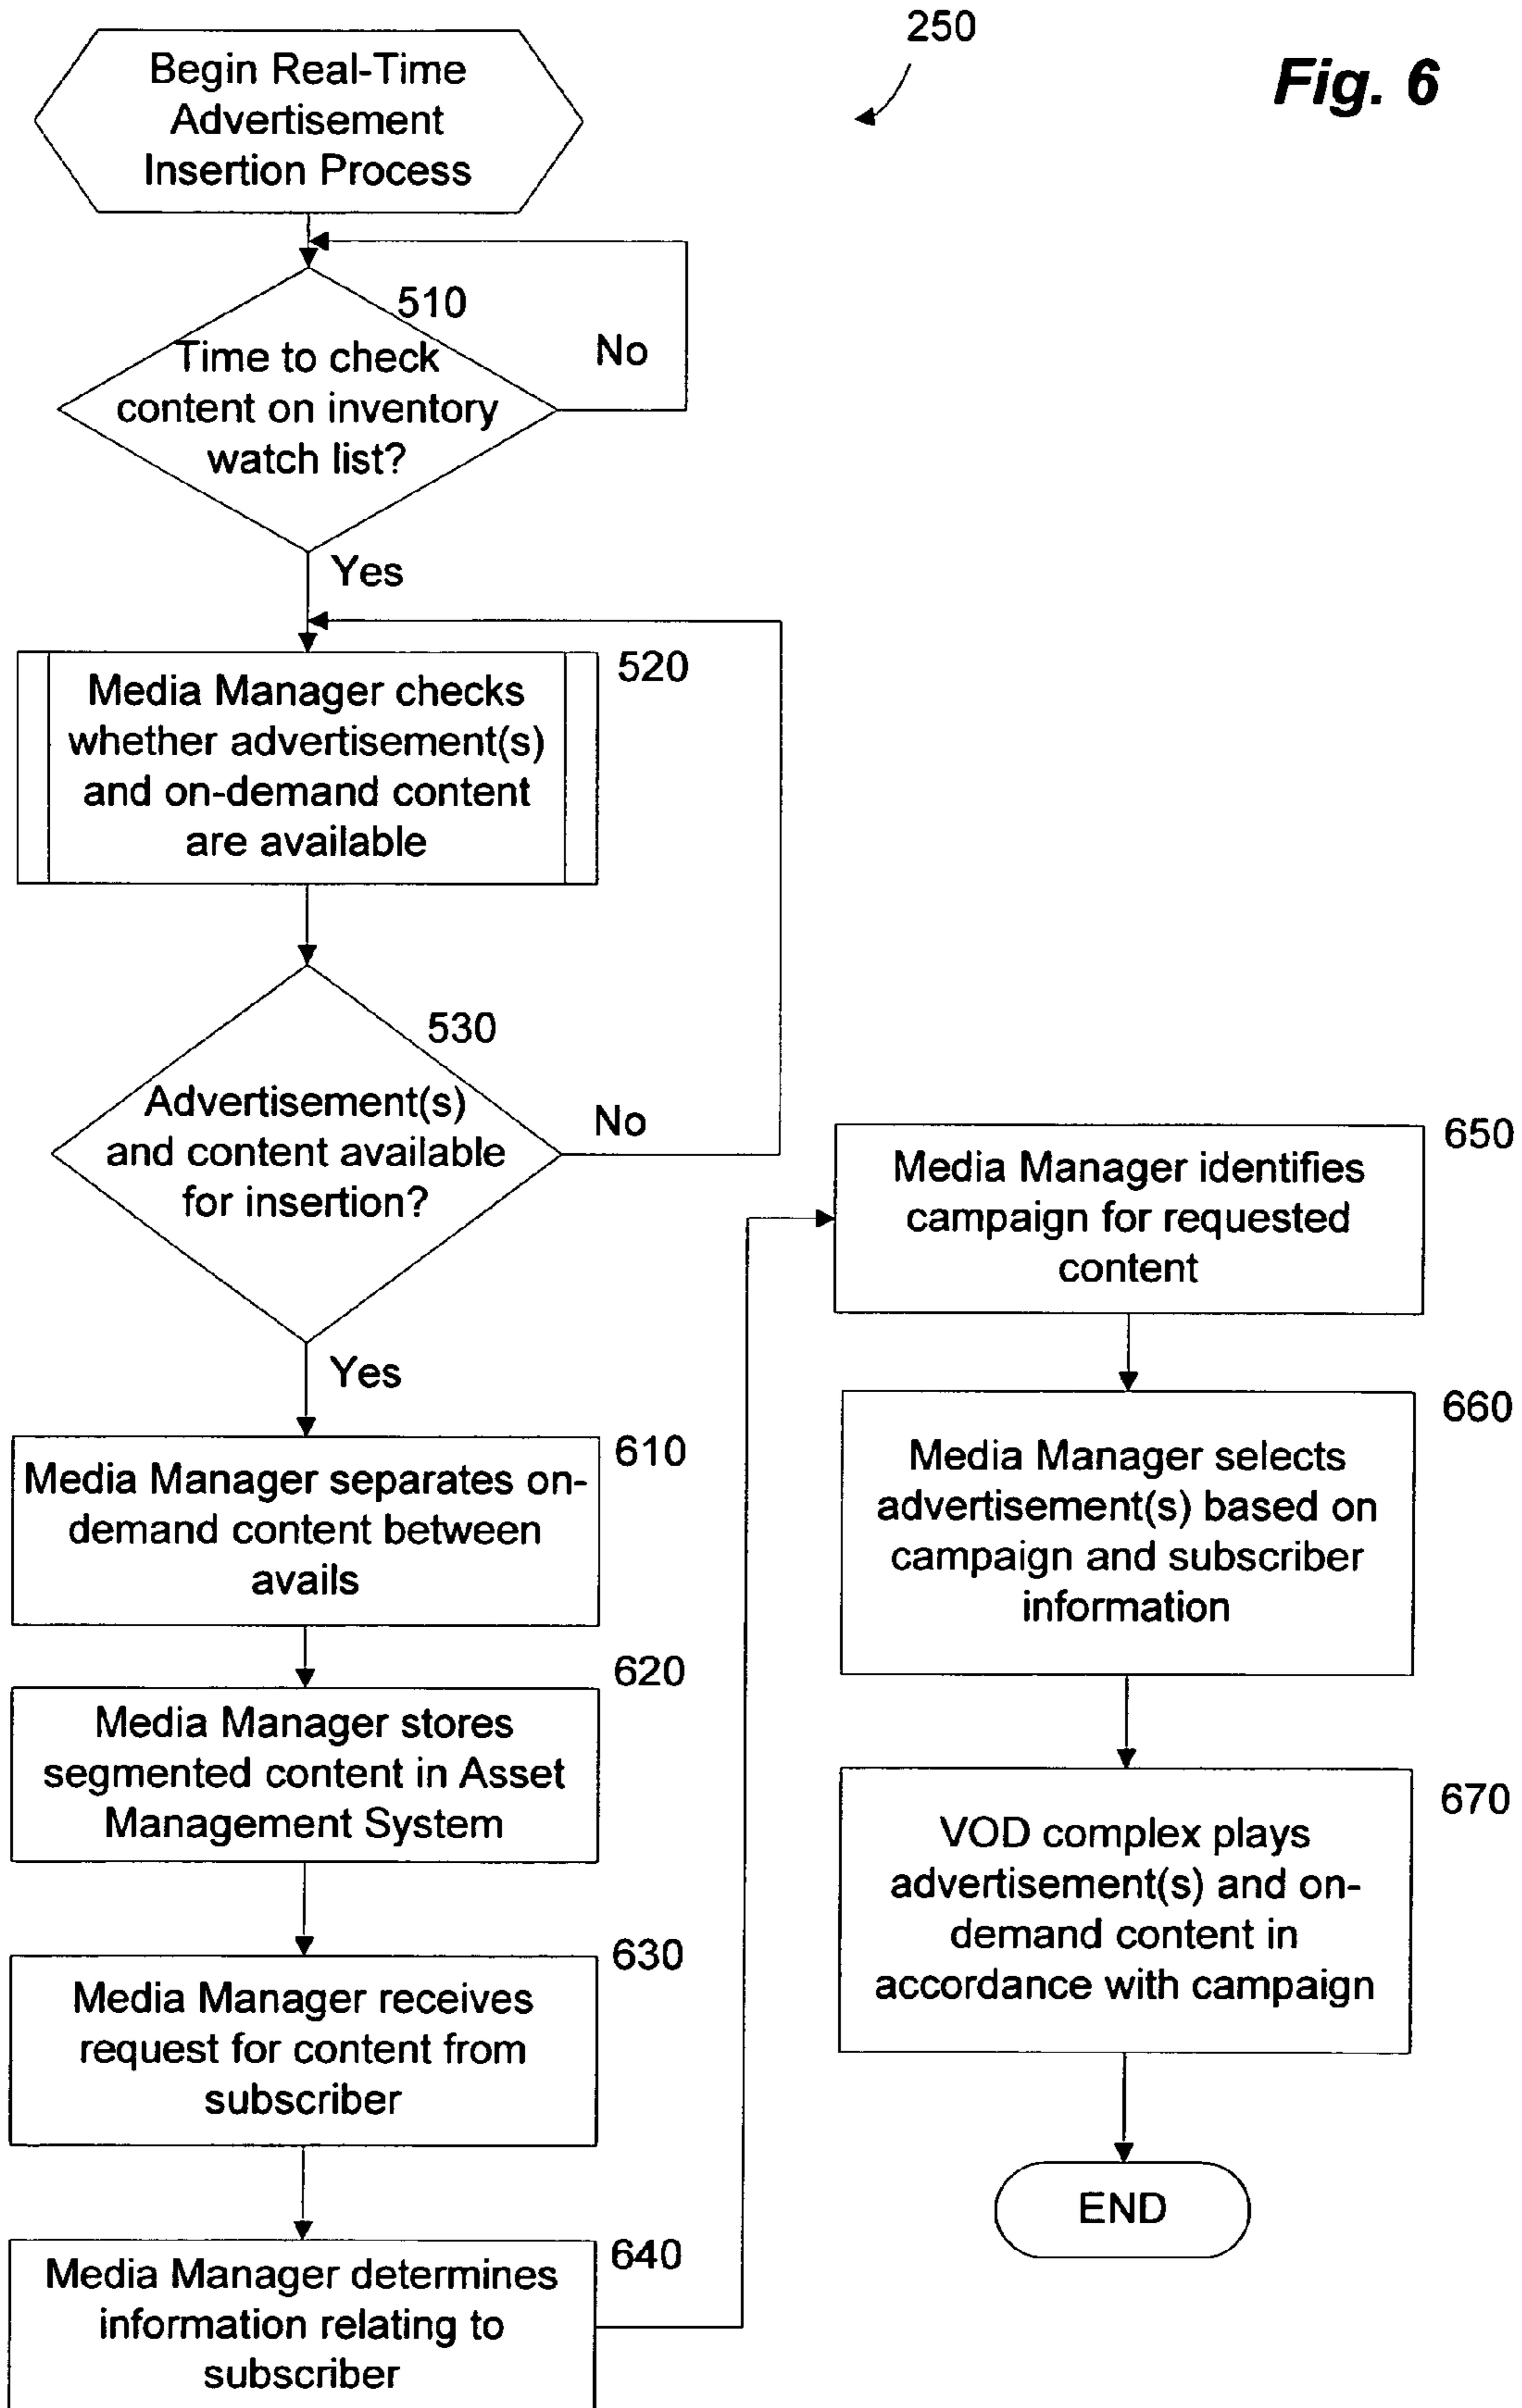 250
Fig. 6
Begin Real-Time
Advertisement
Insertion Process
510
Time to check
content on inventory
watch list?
No
Yes
520
Media Manager checks
whether advertisement(s)
and on-demand content
are available
530
Advertisement(s)
and content available
for insertion?
No
Yes
610
Media Manager separates on-
demand content between
avails
620
Media Manager stores
segmented content in Asset
Management System
630
Media Manager receives
request for content from
subscriber
640
Media Manager determines
information relating to
subscriber
650
Media Manager identifies
campaign for requested
content
660
Media Manager selects
advertisement(s) based on
campaign and subscriber
information
670
VOD complex plays
advertisement(s) and on-
demand content in
accordance with campaign
END